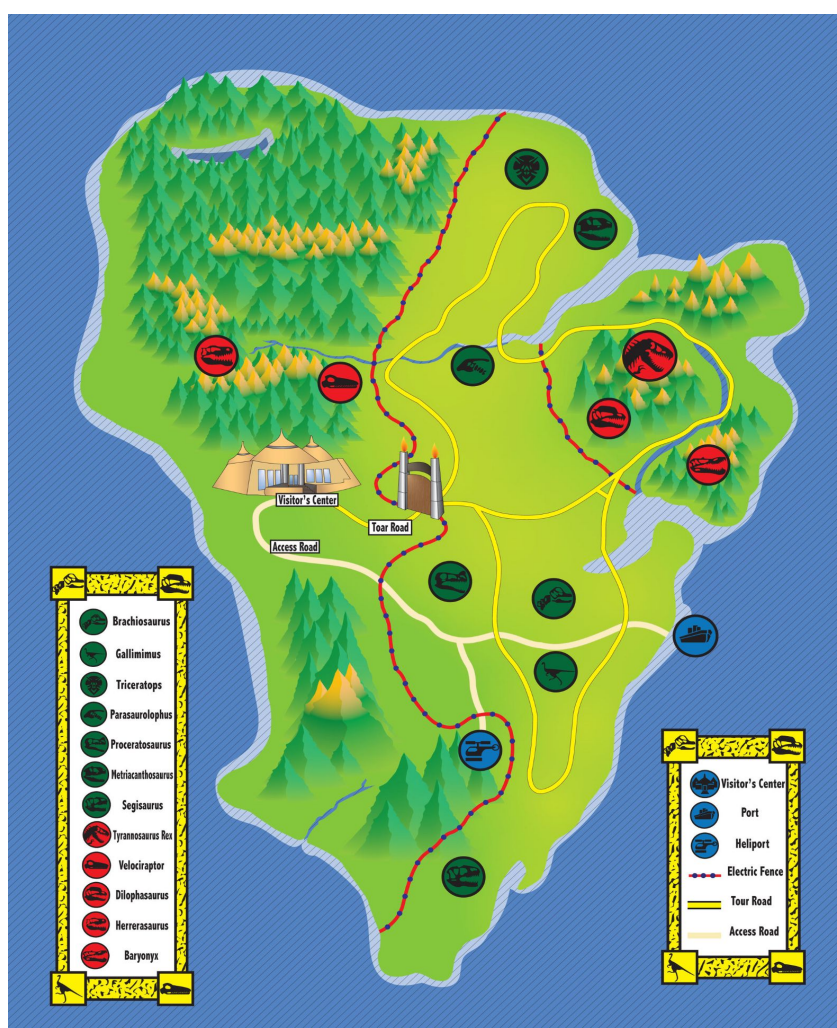 Visitor's Center
Toar Road
Access Road
Brachiosaurus
Gallimimus
Triceratops
Parasaurolophus
Proceratosaurus
Metriacanthosaurus
Segisaurus
Tyrannosaurus Rex
Velociraptor
Dilophasaurus
Herrerasaurus
Baryonyx
Visitor's Center
Port
Heliport
Electric Fence
Tour Road
Access Road